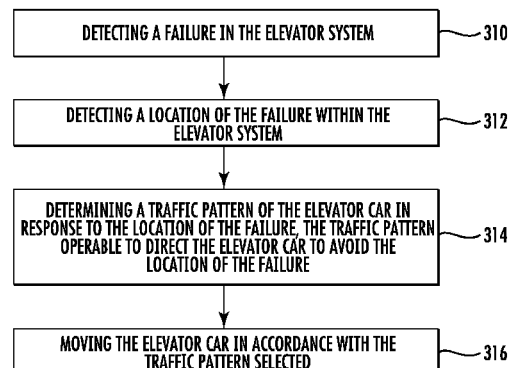 DETECTING A FAILURE IN THE ELEVATOR SYSTEM
310
DETECTING A LOCATION OF THE FAILURE WITHIN THE
ELEVATOR SYSTEM
312
DETERMINING A TRAFFIC PATTERN OF THE ELEVATOR CAR IN
RESPONSE TO THE LOCATION OF THE FAILURE, THE TRAFFIC PATTERN
OPERABLE TO DIRECT THE ELEVATOR CAR TO AVOID THE
LOCATION OF THE FAILURE
314
MOVING THE ELEVATOR CAR IN ACCORDANCE WITH THE
TRAFFIC PATTERN SELECTED
316